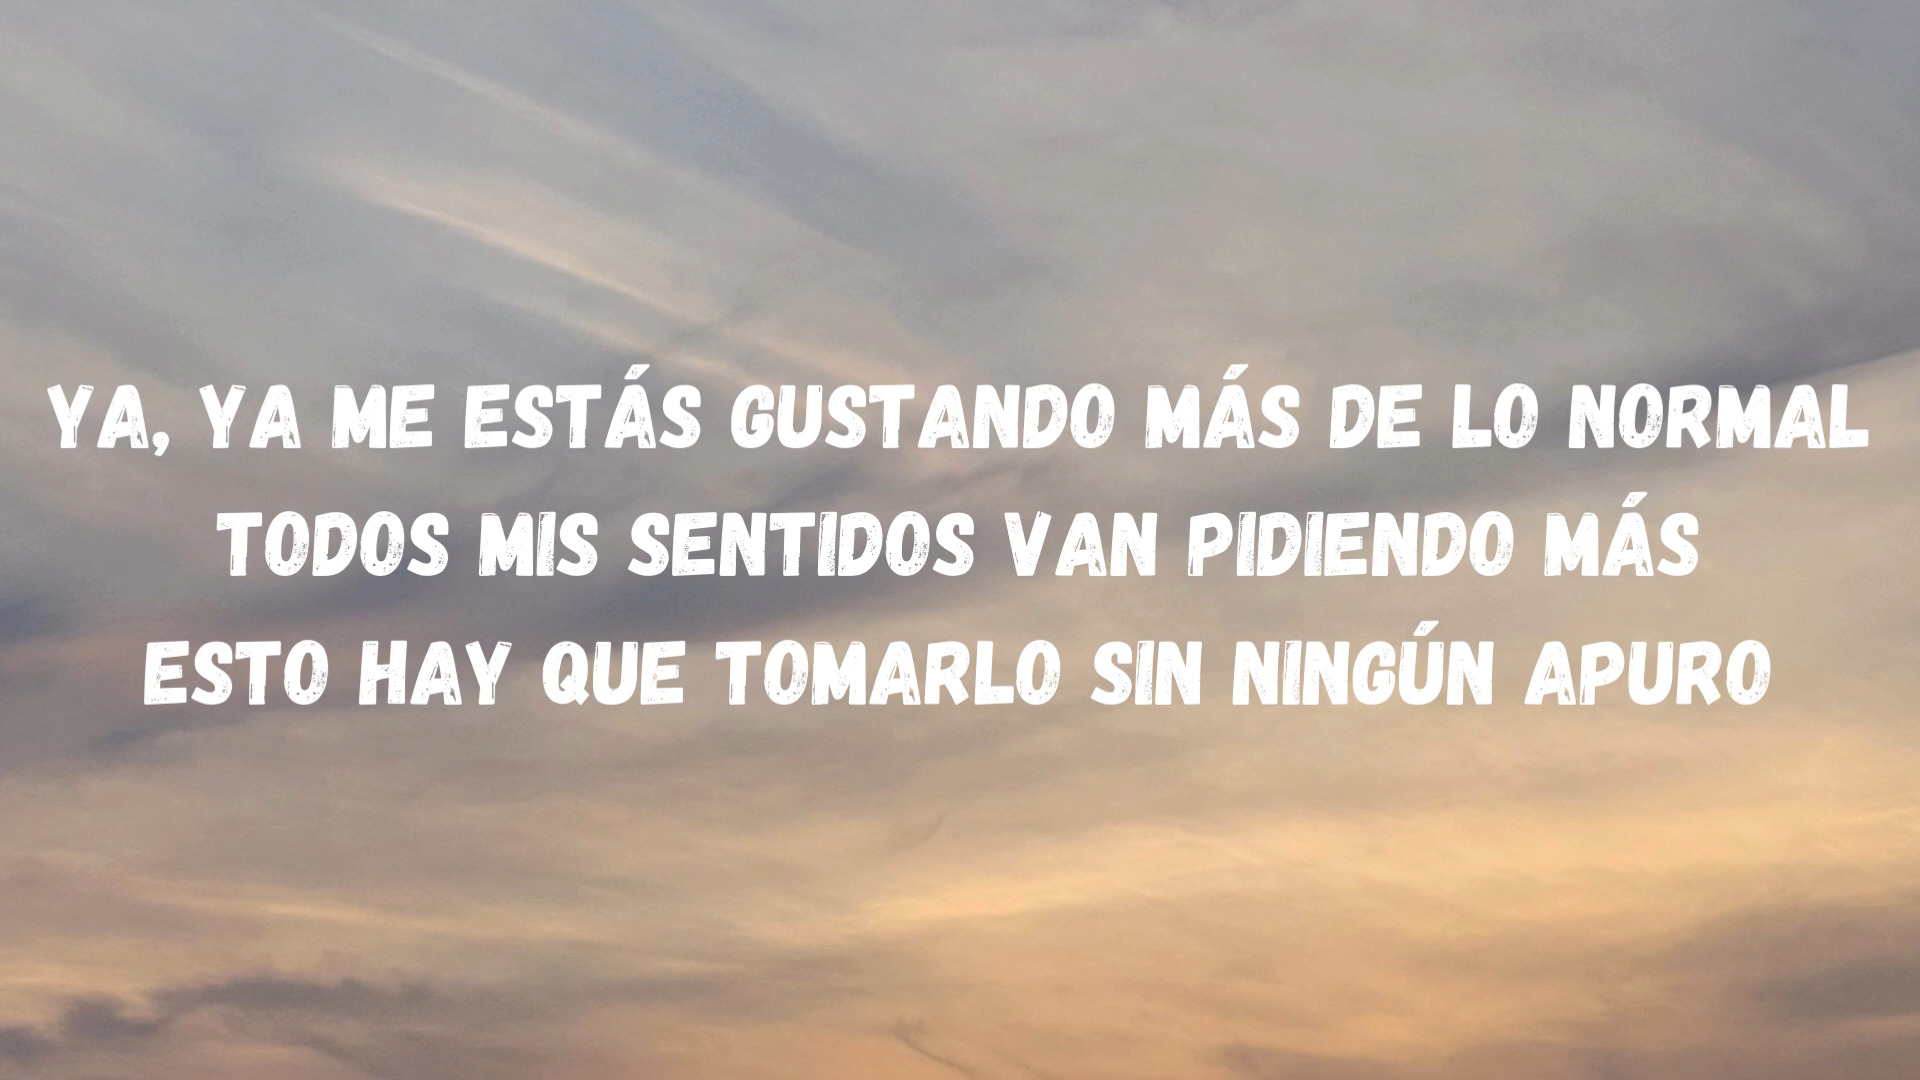 YA, YA ME ESTÁS GUSTANDO MÁS DE LO NORMAL
TODOS MIS SENTIDOS VAN PIDIENDO MÁS
ESTO HAY QUE TOMARLO SIN NINGÚN APURO